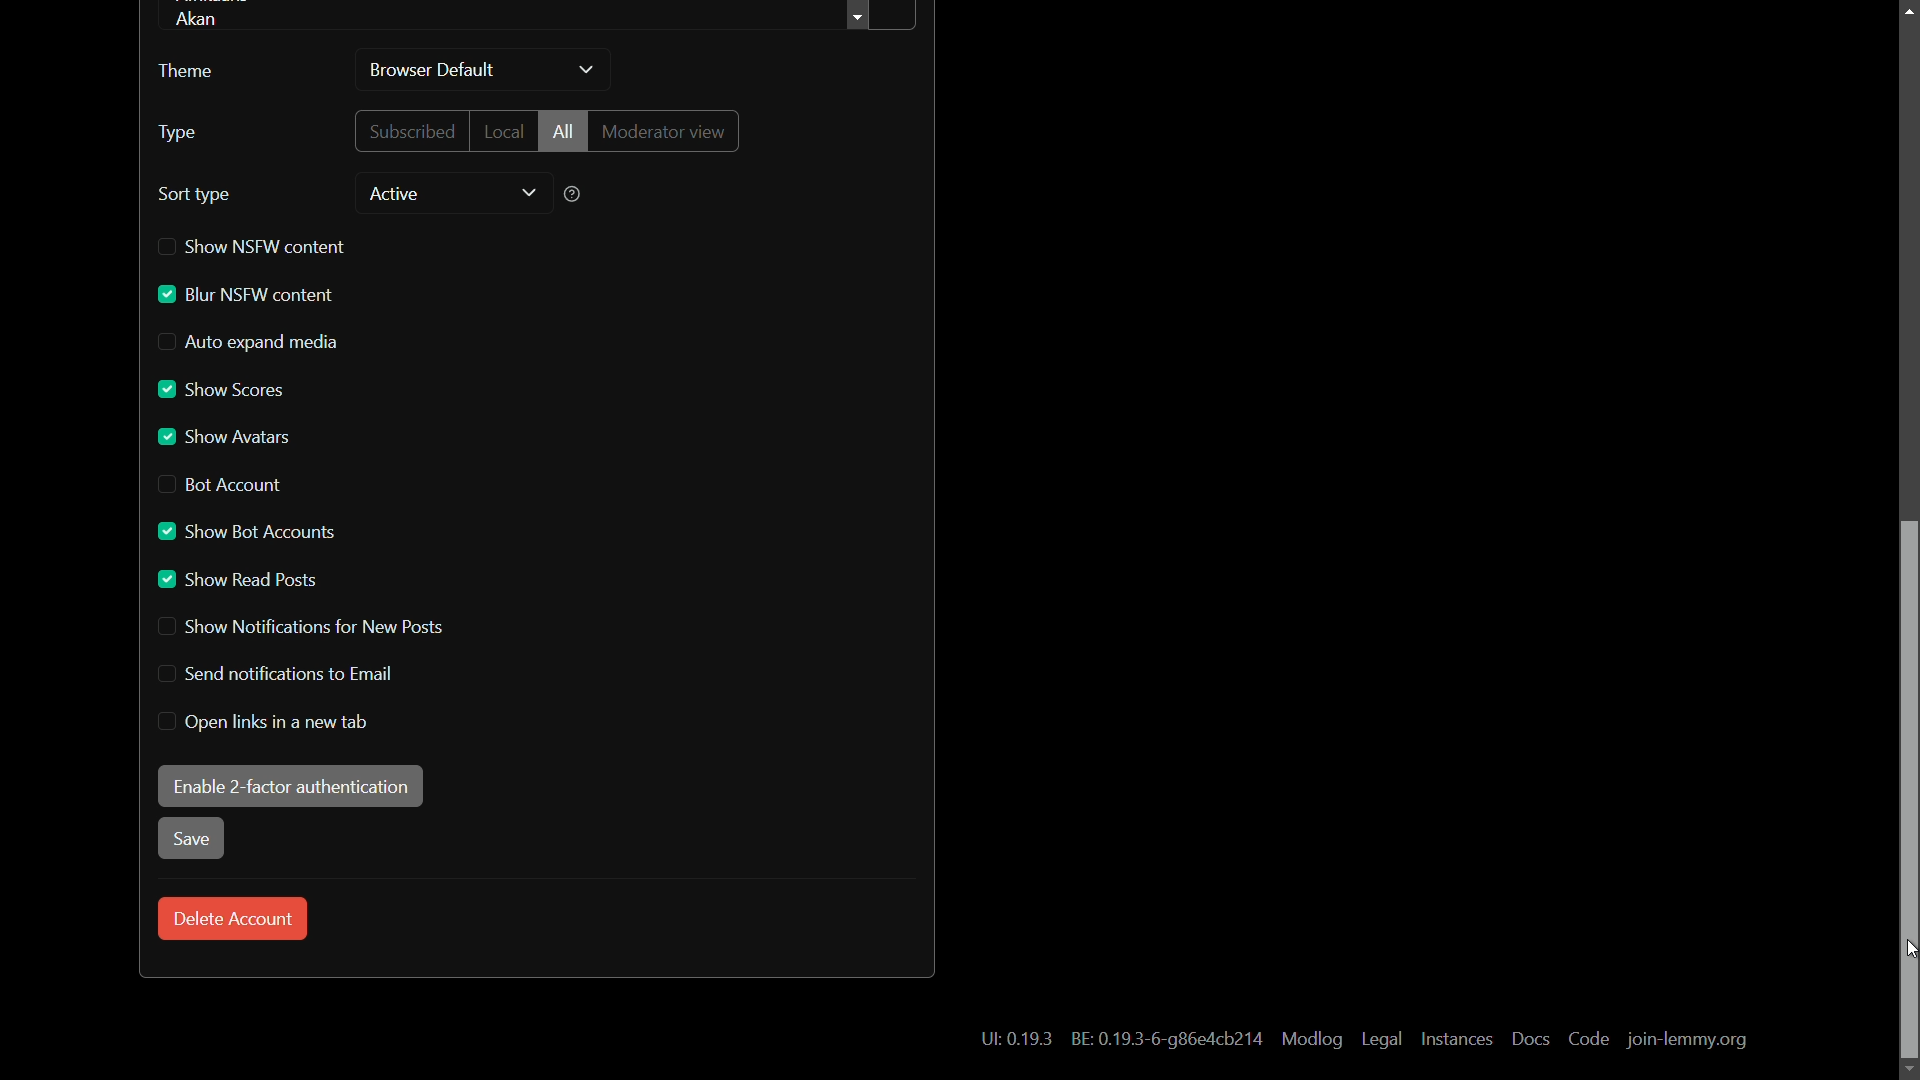 Akan
Theme
Browser Default
Type
Subscribed
Local
All
Moderator view
Sort type
Active
Show NSFW content
Blur NSFW content
Auto expand media
Show Scores
Show Avatars
Bot Account
Show Bot Accounts
Show Read Posts
Show Notifications for New Posts
Send notifications to Email
Open links in a new tab
Enable 2-factor authentication
Save
Delete Account
UI: 0.19.3 BE: 0.19.3-6-g86e4cb214 Modlog Legal Instances Docs Code join-lemmy.org